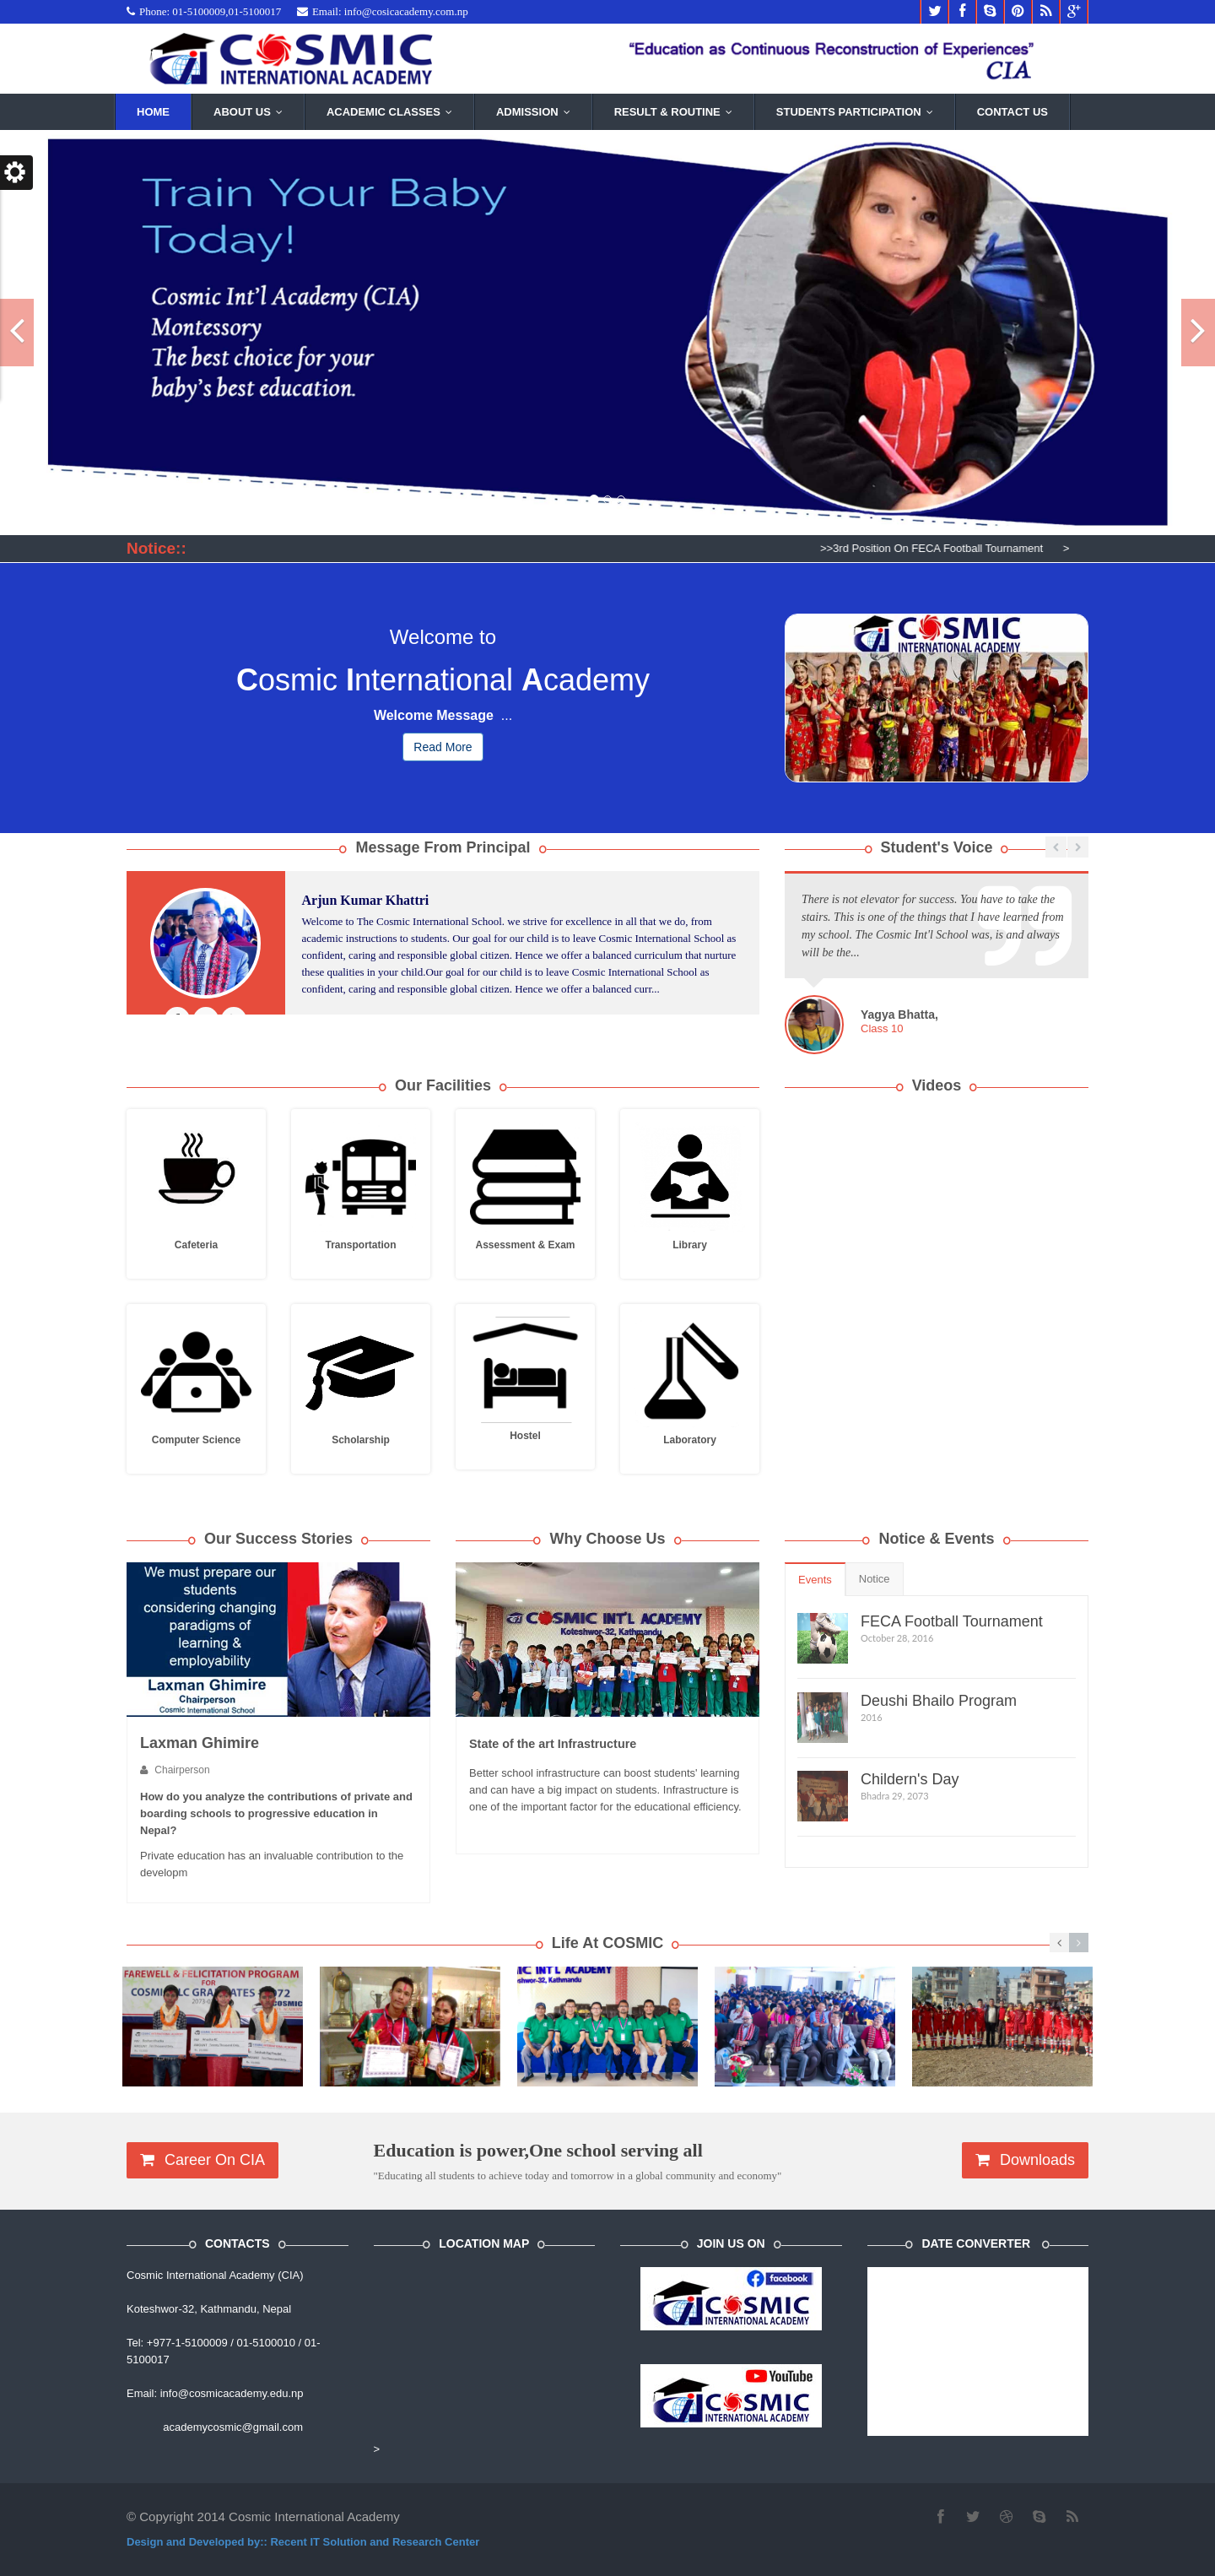 Phone: 01-5100009,01-5100017 Email: info@cosicacademy.com.np
COSMIC
INTERNATIONAL ACADEMY
"Education as Continuous Reconstruction of Experiences"
CIA
HOME ABOUT US ACADEMIC CLASSES ADMISSION RESULT & ROUTINE STUDENTS PARTICIPATION CONTACT US
Train Your Baby
Today!
Cosmic Int'l Academy (CIA)
Montessory
The best choice for your
baby's best education.
Notice:: >>3rd Position On FECA Football Tournament >
Welcome to
Cosmic International Academy
Welcome Message ...
Read More
COSMIC
INTERNATIONAL ACADEMY
Message From Principal
Arjun Kumar Khattri
Welcome to The Cosmic International School. we strive for excellence in all that we do, from
academic instructions to students. Our goal for our child is to leave Cosmic International School as
confident, caring and responsible global citizen. Hence we offer a balanced curriculum that nurture
these qualities in your child.Our goal for our child is to leave Cosmic International School as
confident, caring and responsible global citizen. Hence we offer a balanced curr...
Student's Voice
There is not elevator for success. You have to take the
stairs. This is one of the things that I have learned from
my school. The Cosmic Int'l School was, is and always
will be the...
Yagya Bhatta,
Class 10
Our Facilities
Cafeteria
Transportation
Assessment & Exam
Library
Computer Science
Scholarship
Hostel
Laboratory
Videos
Our Success Stories
We must prepare our
students
considering changing
paradigms of
learning &
employability
Laxman Ghimire
Chairperson
Cosmic International School
Laxman Ghimire
Chairperson
How do you analyze the contributions of private and
boarding schools to progressive education in
Nepal?
Private education has an invaluable contribution to the
developm
Why Choose Us
COSMIC INT'L ACADEMY
Koteshwor-32, Kathmandu
State of the art Infrastructure
Better school infrastructure can boost students' learning
and can have a big impact on students. Infrastructure is
one of the important factor for the educational efficiency.
Notice & Events
Events Notice
FECA Football Tournament
October 28, 2016
Deushi Bhailo Program
2016
Childern's Day
Bhadra 29, 2073
Life At COSMIC
FAREWELL & FELICITATION PROGRAM
FOR
Career On CIA
Education is power,One school serving all
"Educating all students to achieve today and tomorrow in a global community and economy"
Downloads
CONTACTS
Cosmic International Academy (CIA)
Koteshwor-32, Kathmandu, Nepal
Tel: +977-1-5100009 / 01-5100010 / 01-
5100017
Email: info@cosmicacademy.edu.np
academycosmic@gmail.com
LOCATION MAP
>
JOIN US ON
facebook
COSMIC
INTERNATIONAL ACADEMY
YouTube
COSMIC
INTERNATIONAL ACADEMY
DATE CONVERTER
© Copyright 2014 Cosmic International Academy
Design and Developed by:: Recent IT Solution and Research Center